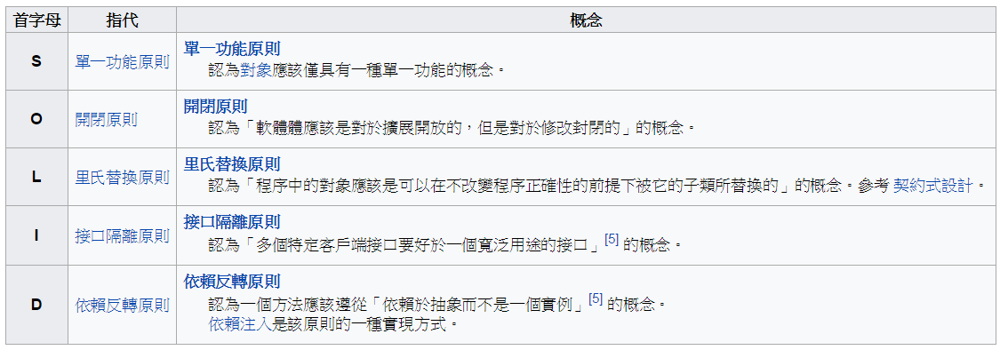 首字母 指代 概念
S 單一功能原則 單一功能原則
認為對象應該僅具有一種單一功能的概念。
O 開閉原則 開閉原則
認為「軟體體應該是對於擴展開放的，但是對於修改封閉的」的概念。
L 里氏替換原則 里氏替換原則
認為「程序中的對象應該是可以在不改變程序正確性的前提下被它的子類所替換的」的概念。參考 契約式設計。
I 接口隔離原則 接口隔離原則
認為「多個特定客戶端接口要好於一個寬泛用途的接口」[5] 的概念。
D 依賴反轉原則 依賴反轉原則
認為一個方法應該遵從「依賴於抽象而不是一個實例」[5] 的概念。
依賴注入是該原則的一種實現方式。